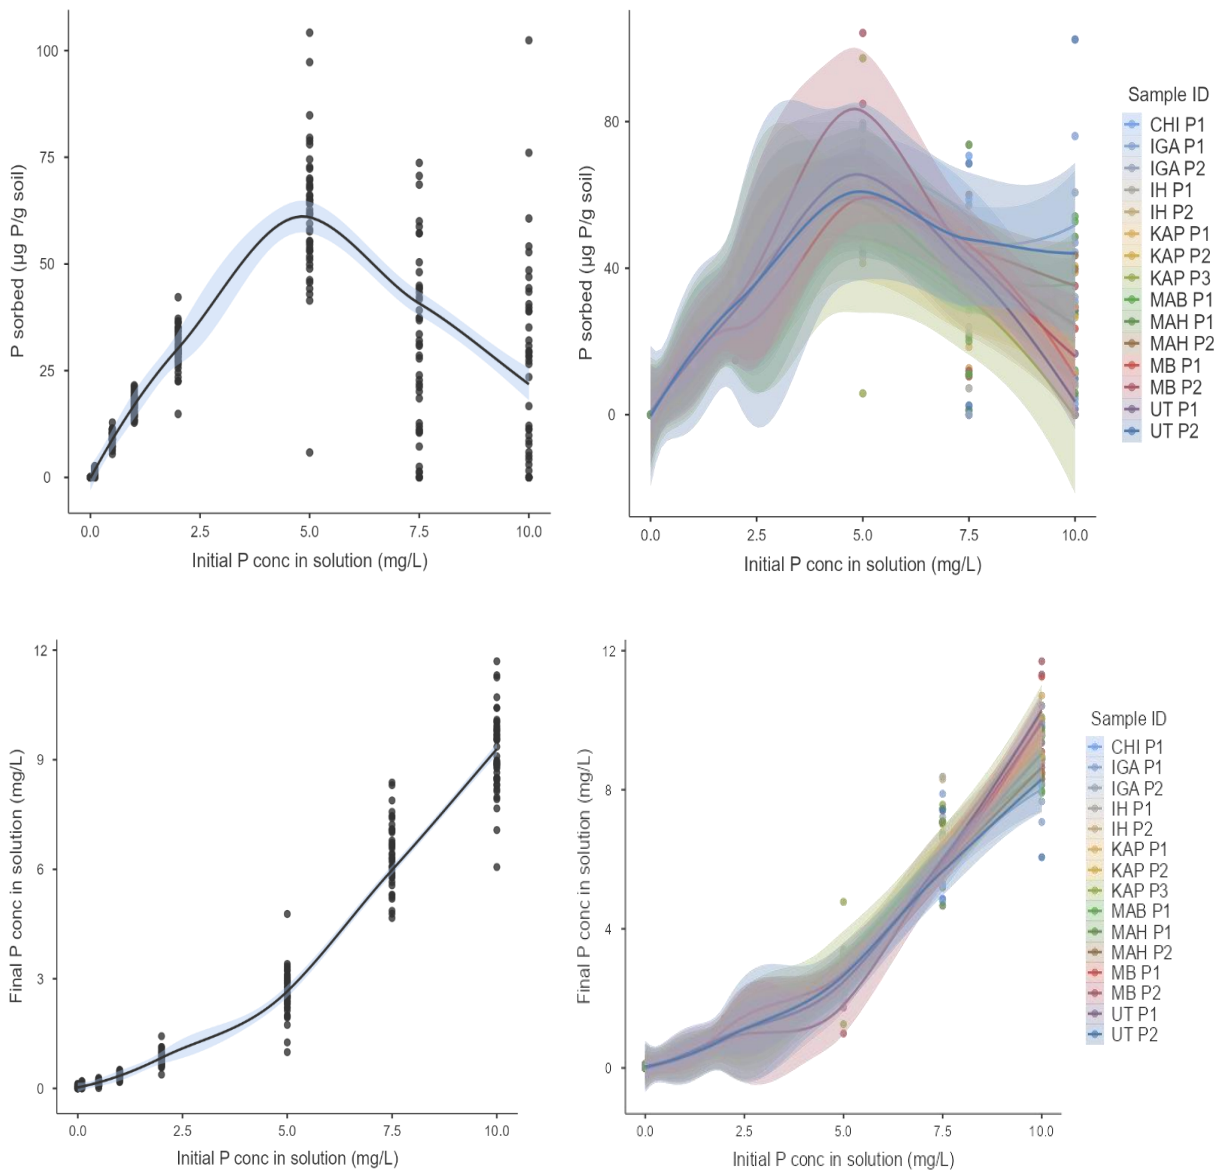 P sorbed (µg P/g soil)
100
75
50
25
0
0.0
2.5
5.0
7.5
10.0
Initial P conc in solution (mg/L)
P sorbed (µg P/g soil)
80
40
0
0.0
2.5
5.0
7.5
10.0
Initial P conc in solution (mg/L)
Sample ID
CHI P1
IGA P1
IGA P2
IH P1
IH P2
KAP P1
KAP P2
KAP P3
MAB P1
MAH P1
MAH P2
MB P1
MB P2
UT P1
UT P2
Final P conc in solution (mg/L)
12
9
6
3
0
0.0
2.5
5.0
7.5
10.0
Initial P conc in solution (mg/L)
Final P conc in solution (mg/L)
12
8
4
0
0.0
2.5
5.0
7.5
10.0
Initial P conc in solution (mg/L)
Sample ID
CHI P1
IGA P1
IGA P2
IH P1
IH P2
KAP P1
KAP P2
KAP P3
MAB P1
MAH P1
MAH P2
MB P1
MB P2
UT P1
UT P2